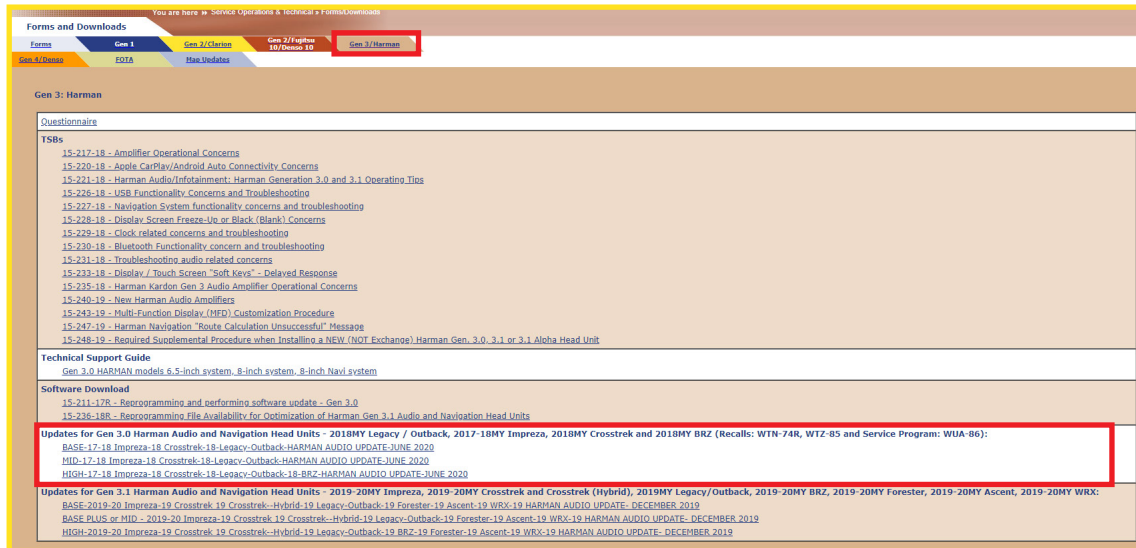 You are here » Service Operations & Technical » Forms/Downloads
Forms and Downloads
Forms
Gen 1
Gen 2/Clarion
Gen 2/Fujitsu
10/Denso 10
Gen 3/Harman
Gen 4/Denso
FOTA
Map Updates
Gen 3: Harman
Questionnaire
TSBs
15-217-18 - Amplifier Operational Concerns
15-220-18 - Apple CarPlay/Android Auto Connectivity Concerns
15-221-18 - Harman Audio/Infotainment: Harman Generation 3.0 and 3.1 Operating Tips
15-226-18 - USB Functionality Concerns and Troubleshooting
15-227-18 - Navigation System functionality concerns and troubleshooting
15-228-18 - Display Screen Freeze-Up or Black (Blank) Concerns
15-229-18 - Clock related concerns and troubleshooting
15-230-18 - Bluetooth Functionality concern and troubleshooting
15-231-18 - Troubleshooting audio related concerns
15-233-18 - Display / Touch Screen "Soft Keys" - Delayed Response
15-235-18 - Harman Kardon Gen 3 Audio Amplifier Operational Concerns
15-240-19 - New Harman Audio Amplifiers
15-243-19 - Multi-Function Display (MFD) Customization Procedure
15-247-19 - Harman Navigation "Route Calculation Unsuccessful" Message
15-248-19 - Required Supplemental Procedure when Installing a NEW (NOT Exchange) Harman Gen. 3.0, 3.1 or 3.1 Alpha Head Unit
Technical Support Guide
Gen 3.0 HARMAN models 6.5-inch system, 8-inch system, 8-inch Navi system
Software Download
15-211-17R - Reprogramming and performing software update - Gen 3.0
15-236-18R - Reprogramming File Availability for Optimization of Harman Gen 3.1 Audio and Navigation Head Units
Updates for Gen 3.0 Harman Audio and Navigation Head Units - 2018MY Legacy / Outback, 2017-18MY Impreza, 2018MY Crosstrek and 2018MY BRZ (Recalls: WTN-74R, WTZ-85 and Service Program: WUA-86):
BASE-17-18 Impreza-18 Crosstrek-18-Legacy-Outback-HARMAN AUDIO UPDATE-JUNE 2020
MID-17-18 Impreza-18 Crosstrek-18-Legacy-Outback-HARMAN AUDIO UPDATE-JUNE 2020
HIGH-17-18 Impreza-18 Crosstrek-18-Legacy-Outback-18-BRZ-HARMAN AUDIO UPDATE-JUNE 2020
Updates for Gen 3.1 Harman Audio and Navigation Head Units - 2019-20MY Impreza, 2019-20MY Crosstrek and Crosstrek (Hybrid), 2019MY Legacy/Outback, 2019-20MY BRZ, 2019-20MY Forester, 2019-20MY Ascent, 2019-20MY WRX:
BASE-2019-20 Impreza-19 Crosstrek 19 Crosstrek--Hybrid-19 Legacy-Outback-19 Forester-19 Ascent-19 WRX-19 HARMAN AUDIO UPDATE- DECEMBER 2019
BASE PLUS or MID - 2019-20 Impreza-19 Crosstrek 19 Crosstrek--Hybrid-19 Legacy-Outback-19 Forester-19 Ascent-19 WRX-19 HARMAN AUDIO UPDATE- DECEMBER 2019
HIGH-2019-20 Impreza-19 Crosstrek 19 Crosstrek--Hybrid-19 Legacy-Outback-19 BRZ-19 Forester-19 Ascent-19 WRX-19 HARMAN AUDIO UPDATE- DECEMBER 2019